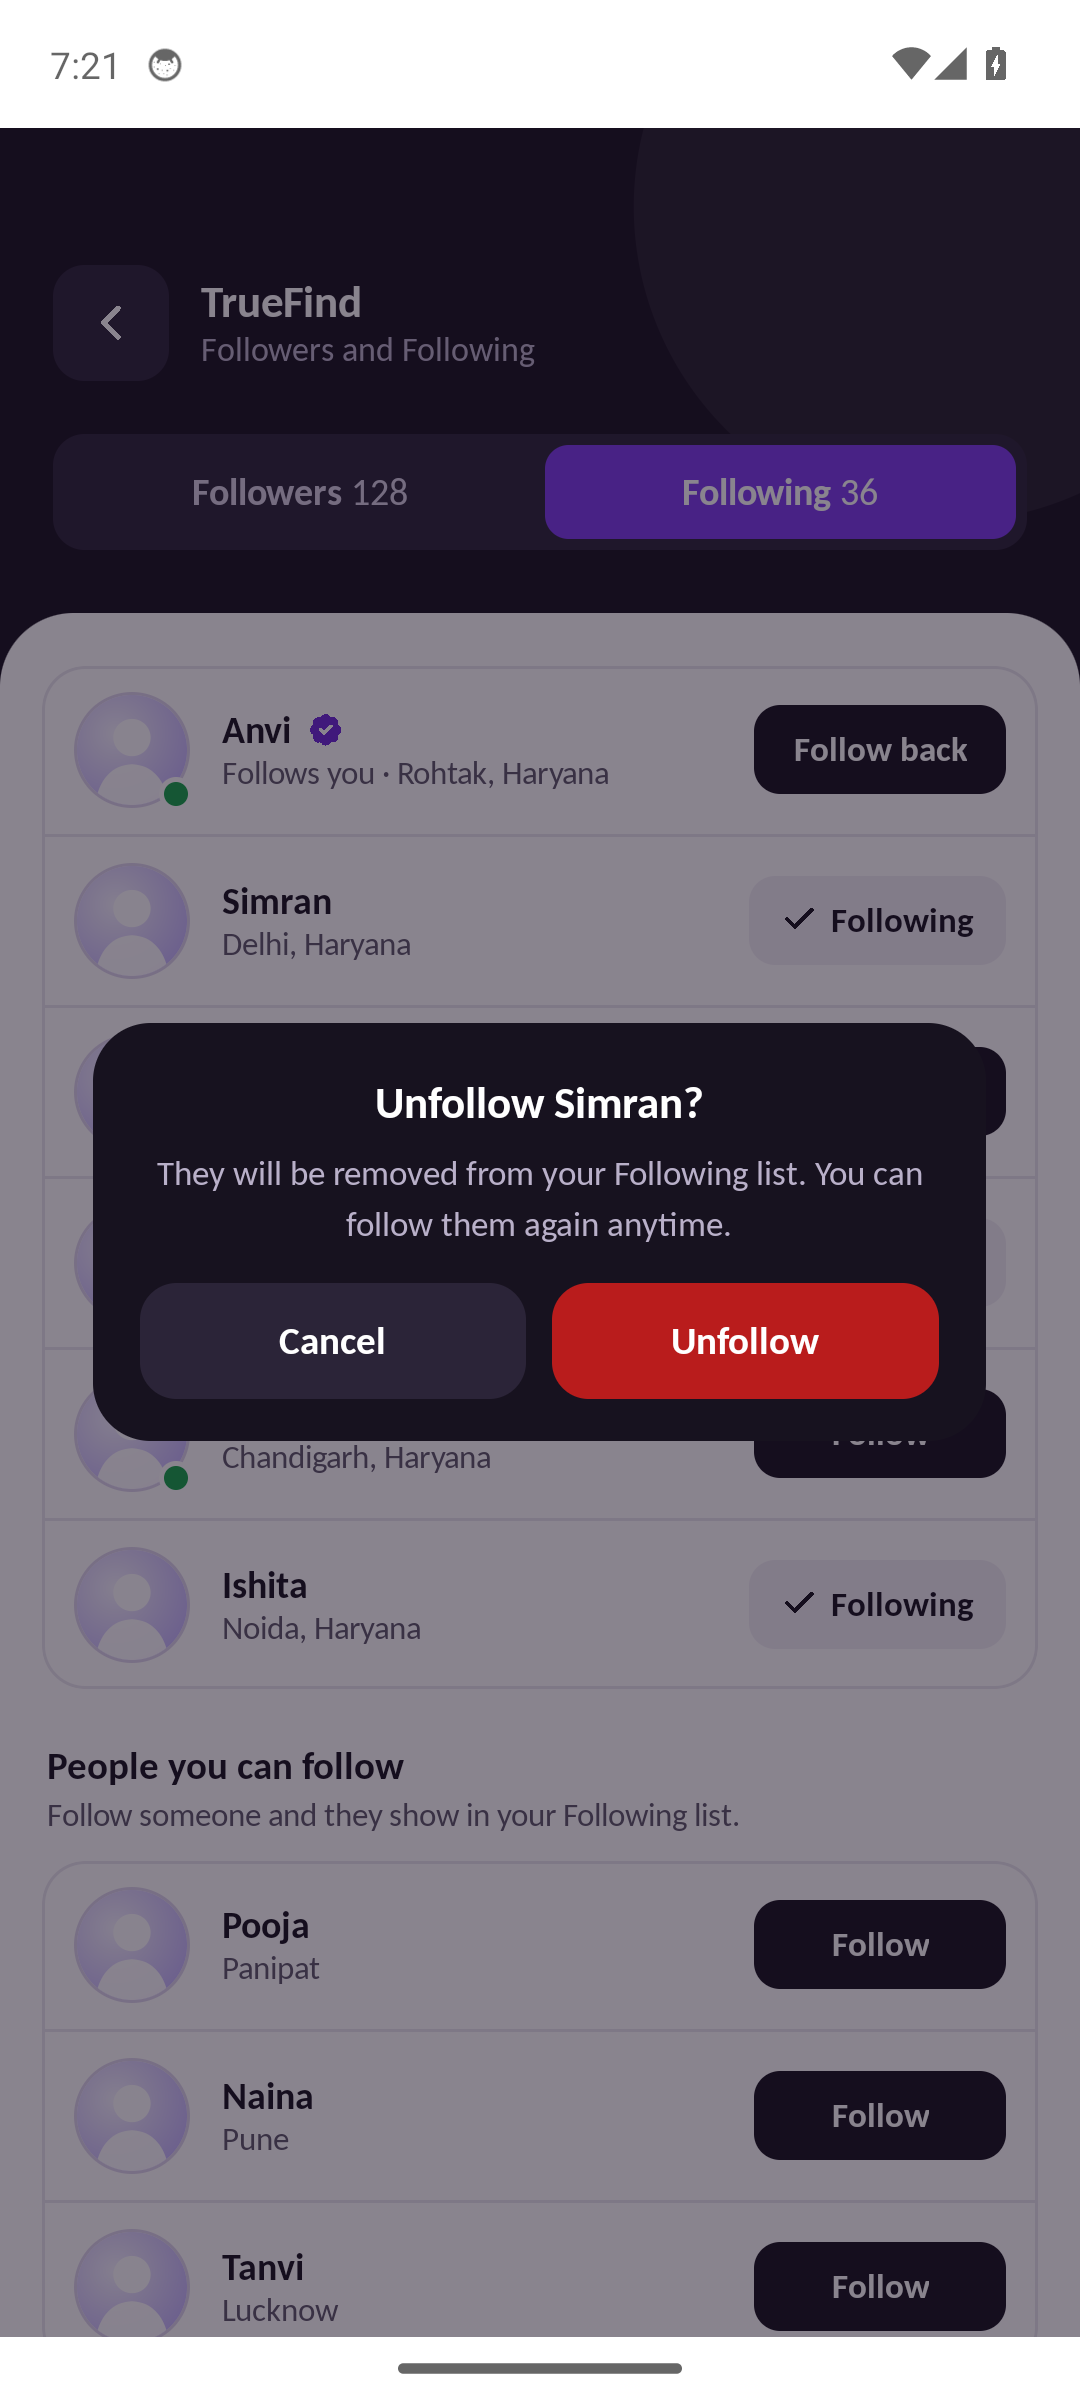 7:21
TrueFind
Followers and Following
Followers 128
Following 36
Anvi
Follows you · Rohtak, Haryana
Follow back
Simran
Delhi, Haryana
Following
Unfollow Simran?
They will be removed from your Following list. You can
follow them again anytime.
Cancel
Unfollow
Chandigarh, Haryana
Follow
Ishita
Noida, Haryana
Following
People you can follow
Follow someone and they show in your Following list.
Pooja
Panipat
Follow
Naina
Pune
Follow
Tanvi
Lucknow
Follow